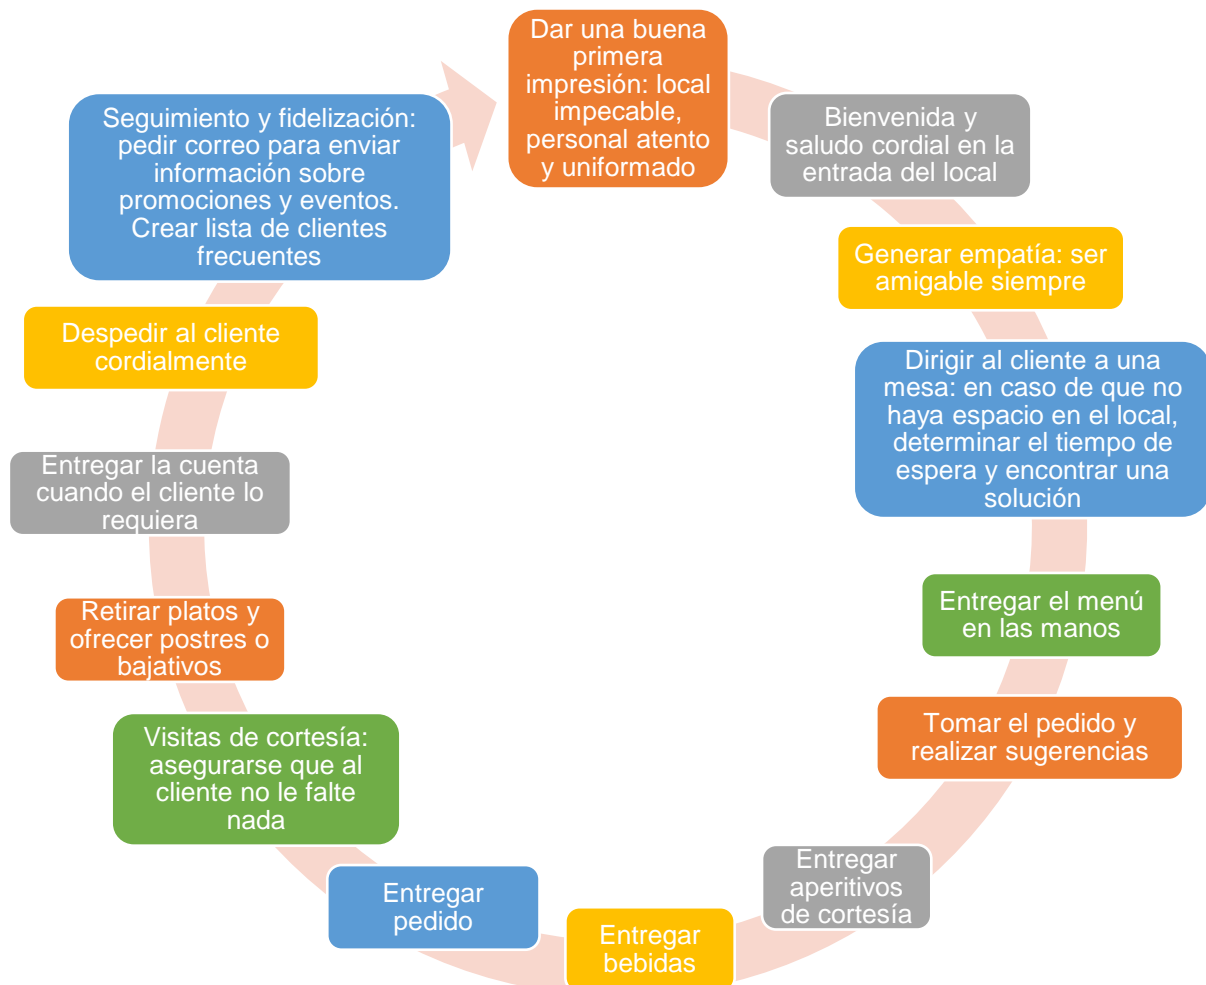 Dar una buena
primera
impresión: local
impecable,
personal atento
y uniformado
Bienvenida y
saludo cordial en la
entrada del local
Generar empatía: ser
amigable siempre
Dirigir al cliente a una
mesa: en caso de que no
haya espacio en el local,
determinar el tiempo de
espera y encontrar una
solución
Entregar el menú
en las manos
Tomar el pedido y
realizar sugerencias
Entregar
aperitivos
de cortesía
Entregar
bebidas
Entregar
pedido
Visitas de cortesía:
asegurarse que al
cliente no le falte
nada
Retirar platos y
ofrecer postres o
bajativos
Entregar la cuenta
cuando el cliente lo
requiera
Despedir al cliente
cordialmente
Seguimiento y fidelización:
pedir correo para enviar
información sobre
promociones y eventos.
Crear lista de clientes
frecuentes